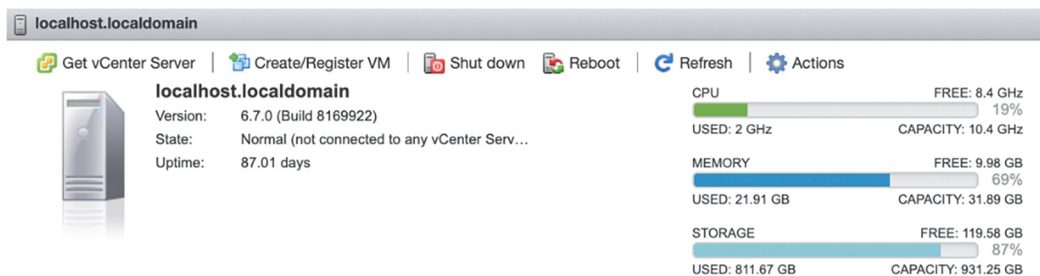 localhost.localdomain
Get vCenter Server Create/Register VM Shut down Reboot Refresh Actions
localhost.localdomain
Version: 6.7.0 (Build 8169922)
State: Normal (not connected to any vCenter Serv...
Uptime: 87.01 days
CPU FREE: 8.4 GHz
19%
USED: 2 GHz CAPACITY: 10.4 GHz
MEMORY FREE: 9.98 GB
69%
USED: 21.91 GB CAPACITY: 31.89 GB
STORAGE FREE: 119.58 GB
87%
USED: 811.67 GB CAPACITY: 931.25 GB